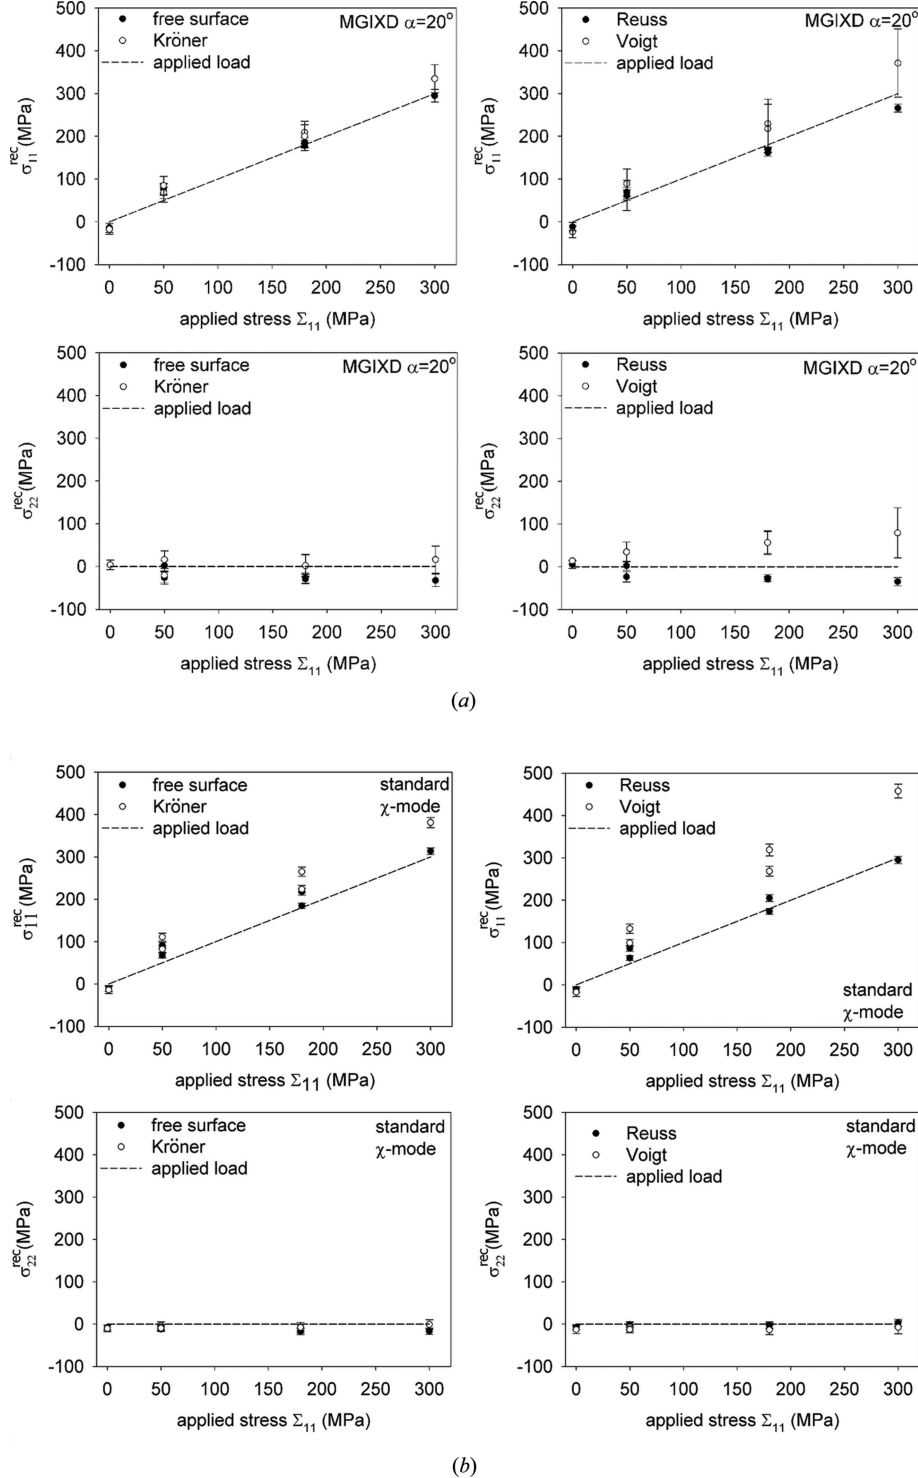 500
400
300
200
100
0
-100
σ11rec (MPa)
free surface
Kröner
applied load
MGIXD α=20o
0 50 100 150 200 250 300
applied stress Σ11 (MPa)
500
400
300
200
100
0
-100
σ11rec (MPa)
Reuss
Voigt
applied load
MGIXD α=20o
0 50 100 150 200 250 300
applied stress Σ11 (MPa)
500
400
300
200
100
0
-100
σ22rec (MPa)
free surface
Kröner
applied load
MGIXD α=20o
0 50 100 150 200 250 300
applied stress Σ11 (MPa)
500
400
300
200
100
0
-100
σ22rec (MPa)
Reuss
Voigt
applied load
MGIXD α=20o
0 50 100 150 200 250 300
applied stress Σ11 (MPa)
(a)
500
400
300
200
100
0
-100
σ11rec (MPa)
free surface
Kröner
applied load
standard
χ-mode
0 50 100 150 200 250 300
applied stress Σ11 (MPa)
500
400
300
200
100
0
-100
σ11rec (MPa)
Reuss
Voigt
applied load
standard
χ-mode
0 50 100 150 200 250 300
applied stress Σ11 (MPa)
500
400
300
200
100
0
-100
σ22rec (MPa)
free surface
Kröner
applied load
standard
χ-mode
0 50 100 150 200 250 300
applied stress Σ11 (MPa)
500
400
300
200
100
0
-100
σ22rec (MPa)
Reuss
Voigt
applied load
standard
χ-mode
0 50 100 150 200 250 300
applied stress Σ11 (MPa)
(b)